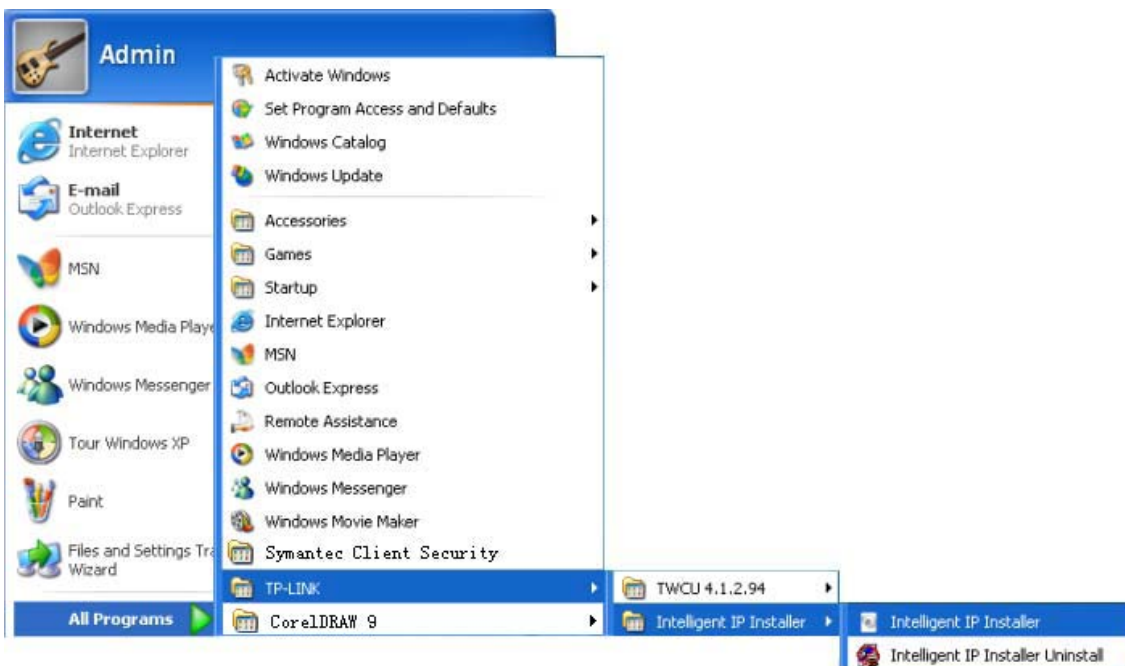 Admin
Internet
Internet Explorer
E-mail
Outlook Express
MSN
Windows Media Playe
Windows Messenger
Tour Windows XP
Paint
Files and Settings Tra
Wizard
All Programs
Activate Windows
Set Program Access and Defaults
Windows Catalog
Windows Update
Accessories
Games
Startup
Internet Explorer
MSN
Outlook Express
Remote Assistance
Windows Media Player
Windows Messenger
Windows Movie Maker
Symantec Client Security
TP-LINK
CorelDRAW 9
TWCU 4.1.2.94
Intelligent IP Installer
Intelligent IP Installer
Intelligent IP Installer Uninstall